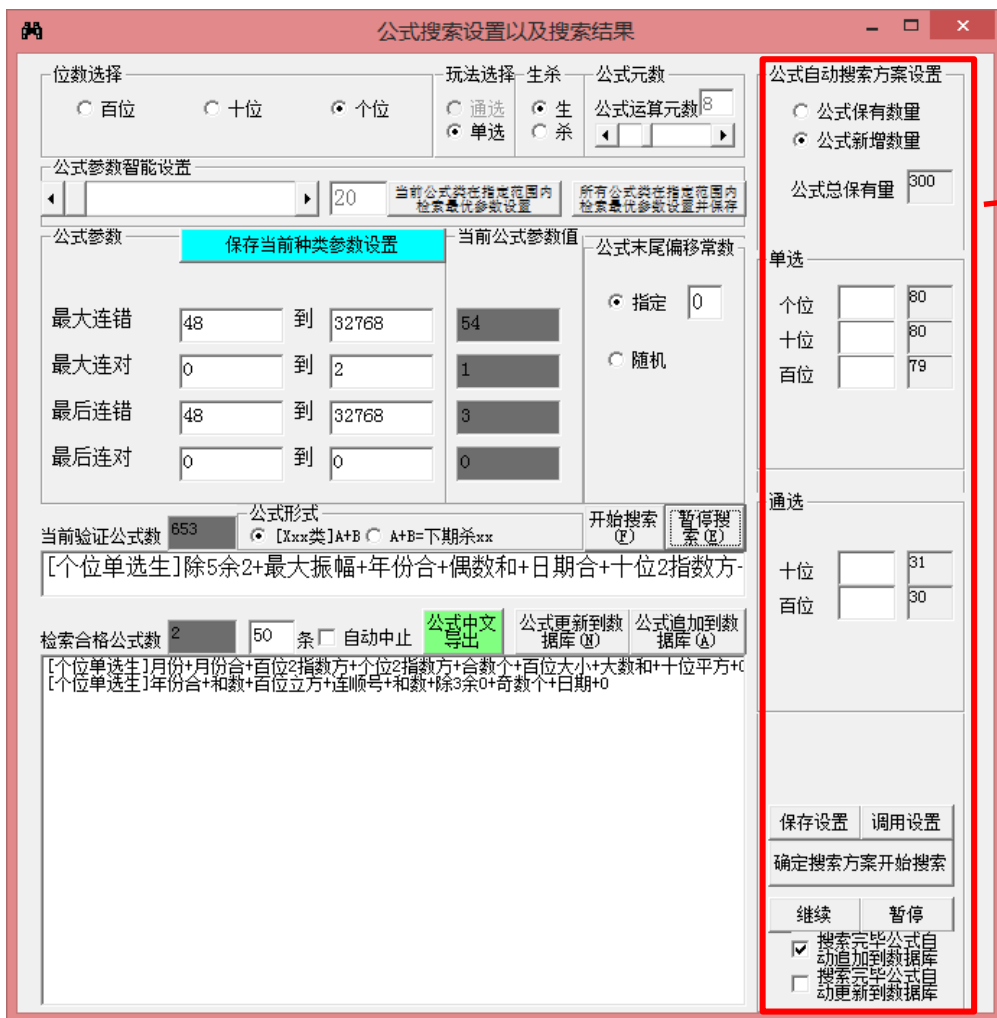 公式搜索设置以及搜索结果
位数选择
百位 十位 个位
玩法选择
通选
单选
生杀
生
杀
公式元数
公式运算元数 8
公式参数智能设置
20
当前公式类在指定范围内
检索最优参数设置
所有公式类在指定范围内
检索最优参数设置并保存
公式参数
保存当前种类参数设置
当前公式参数值
最大连错 48 到 32768 54
最大连对 0 到 2 1
最后连错 48 到 32768 3
最后连对 0 到 0 0
公式末尾偏移常数
指定 0
随机
当前验证公式数 653
公式形式
[Xxx类]A+B A+B=下期杀xx
开始搜索
(F)
暂停搜
索(E)
[个位单选生]除5余2+最大振幅+年份合+偶数和+日期合+十位2指数方-
检索合格公式数 2
50 条 自动中止
公式中文
导出
公式更新到数
据库(N)
公式追加到数
据库(A)
[个位单选生]月份+月份合+百位2指数方+个位2指数方+合数个+百位大小+大数和+十位平方+0
[个位单选生]年份合+和数+百位立方+连顺号+和数+除3余0+奇数个+日期+0
公式自动搜索方案设置
公式保有数量
公式新增数量
公式总保有量 300
单选
个位 80
十位 80
百位 79
通选
十位 31
百位 30
保存设置 调用设置
确定搜索方案开始搜索
继续 暂停
搜索完毕公式自
动追加到数据库
搜索完毕公式自
动更新到数据库